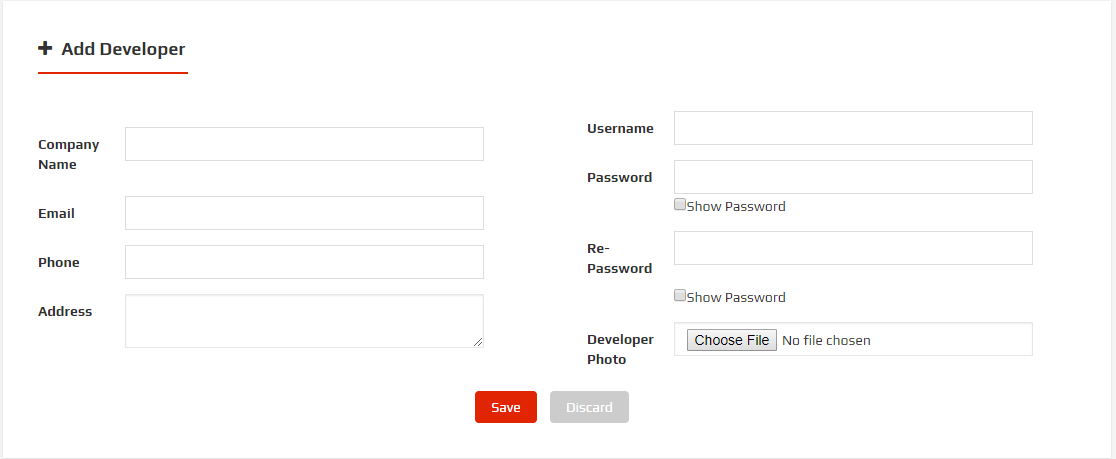 Add Developer
Company
Name
Email
Phone
Address
Username
Password
Show Password
Re-
Password
Show Password
Developer
Photo
Choose File No file chosen
Save Discard